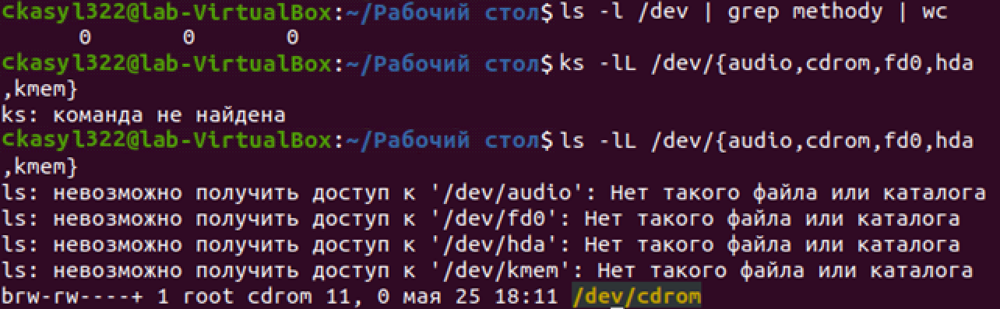 ckasyl322@lab-VirtualBox:~/Рабочий стол$ ls -l /dev | grep methody | wc
0 0 0
ckasyl322@lab-VirtualBox:~/Рабочий стол$ ks -lL /dev/{audio,cdrom,fd0,hda
,kmem}
ks: команда не найдена
ckasyl322@lab-VirtualBox:~/Рабочий стол$ ls -lL /dev/{audio,cdrom,fd0,hda
,kmem}
ls: невозможно получить доступ к '/dev/audio': Нет такого файла или каталога
ls: невозможно получить доступ к '/dev/fd0': Нет такого файла или каталога
ls: невозможно получить доступ к '/dev/hda': Нет такого файла или каталога
ls: невозможно получить доступ к '/dev/kmem': Нет такого файла или каталога
brw-rw----+ 1 root cdrom 11, 0 мая 25 18:11 /dev/cdrom